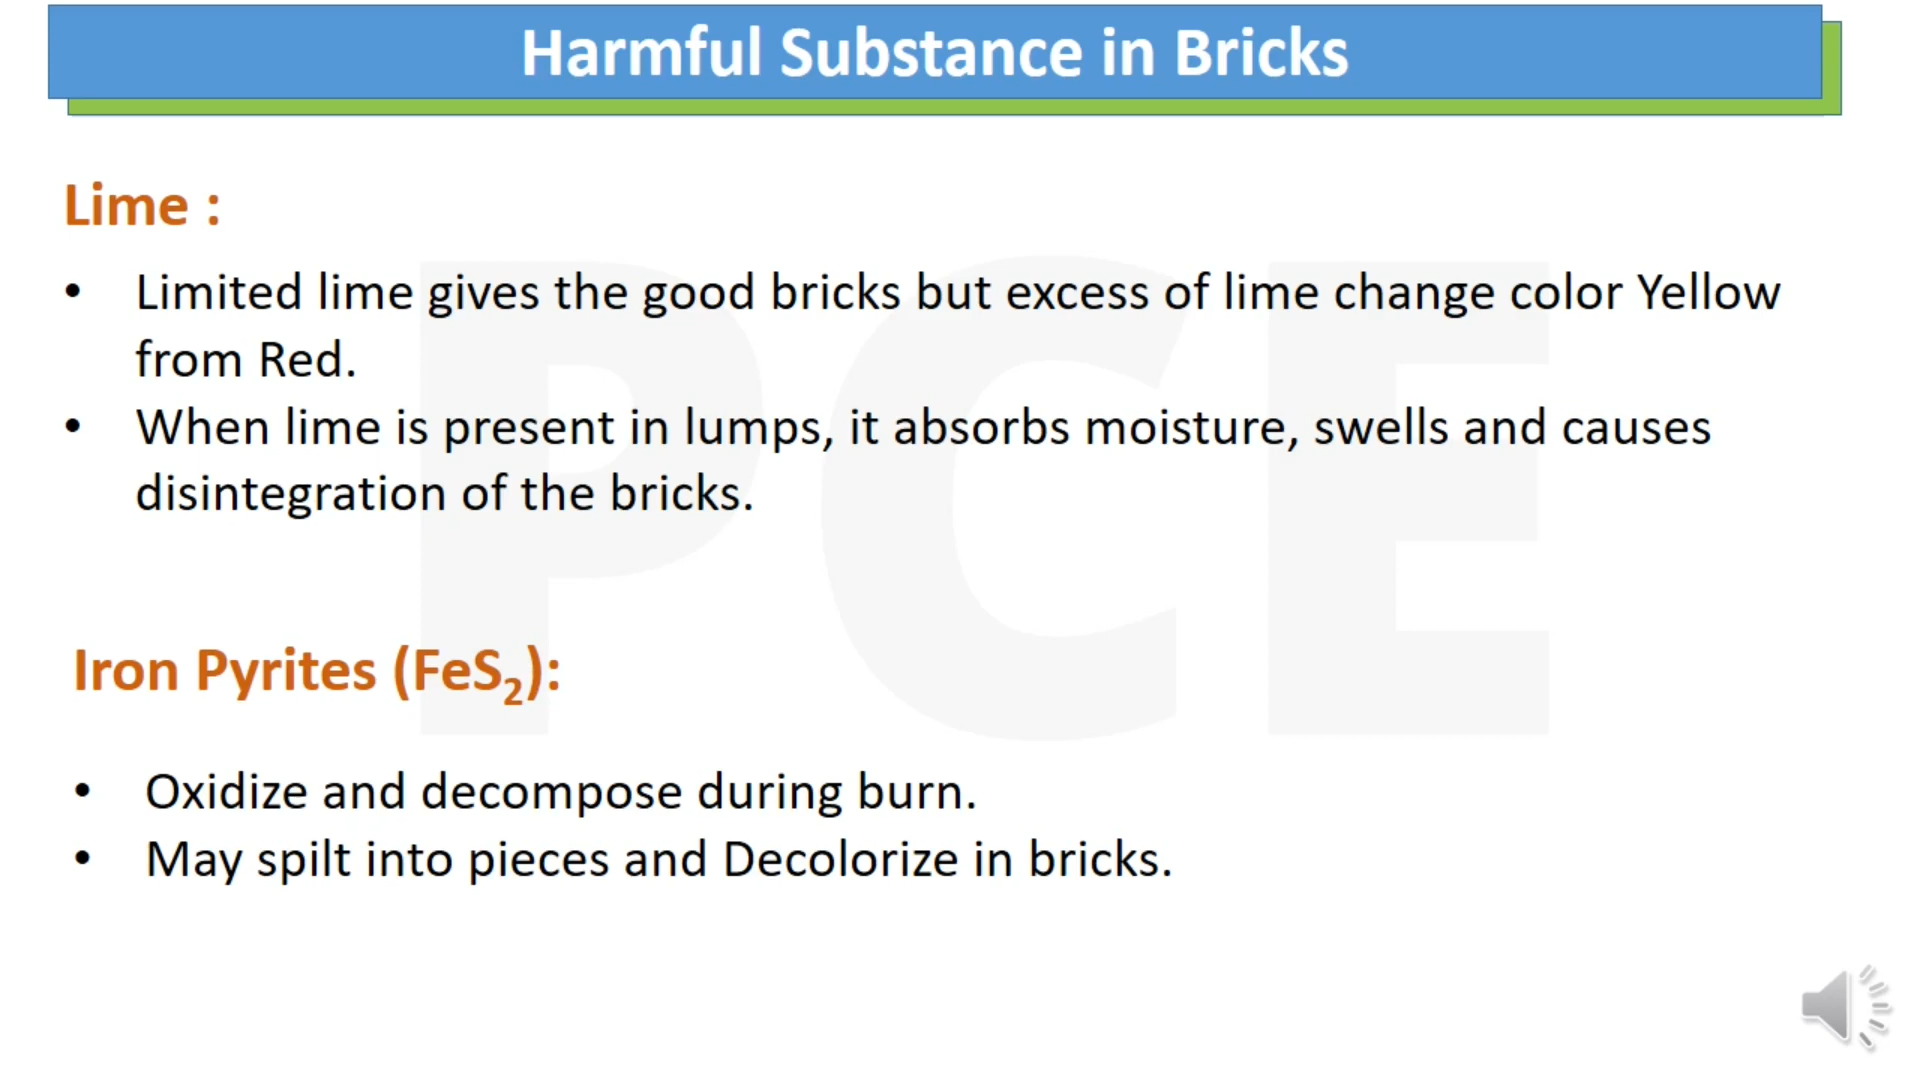 Harmful Substance in Bricks
Lime :
• Limited lime gives the good bricks but excess of lime change color Yellow
from Red.
• When lime is present in lumps, it absorbs moisture, swells and causes
disintegration of the bricks.
PCE
Iron Pyrites (FeS₂):
• Oxidize and decompose during burn.
• May spilt into pieces and Decolorize in bricks.